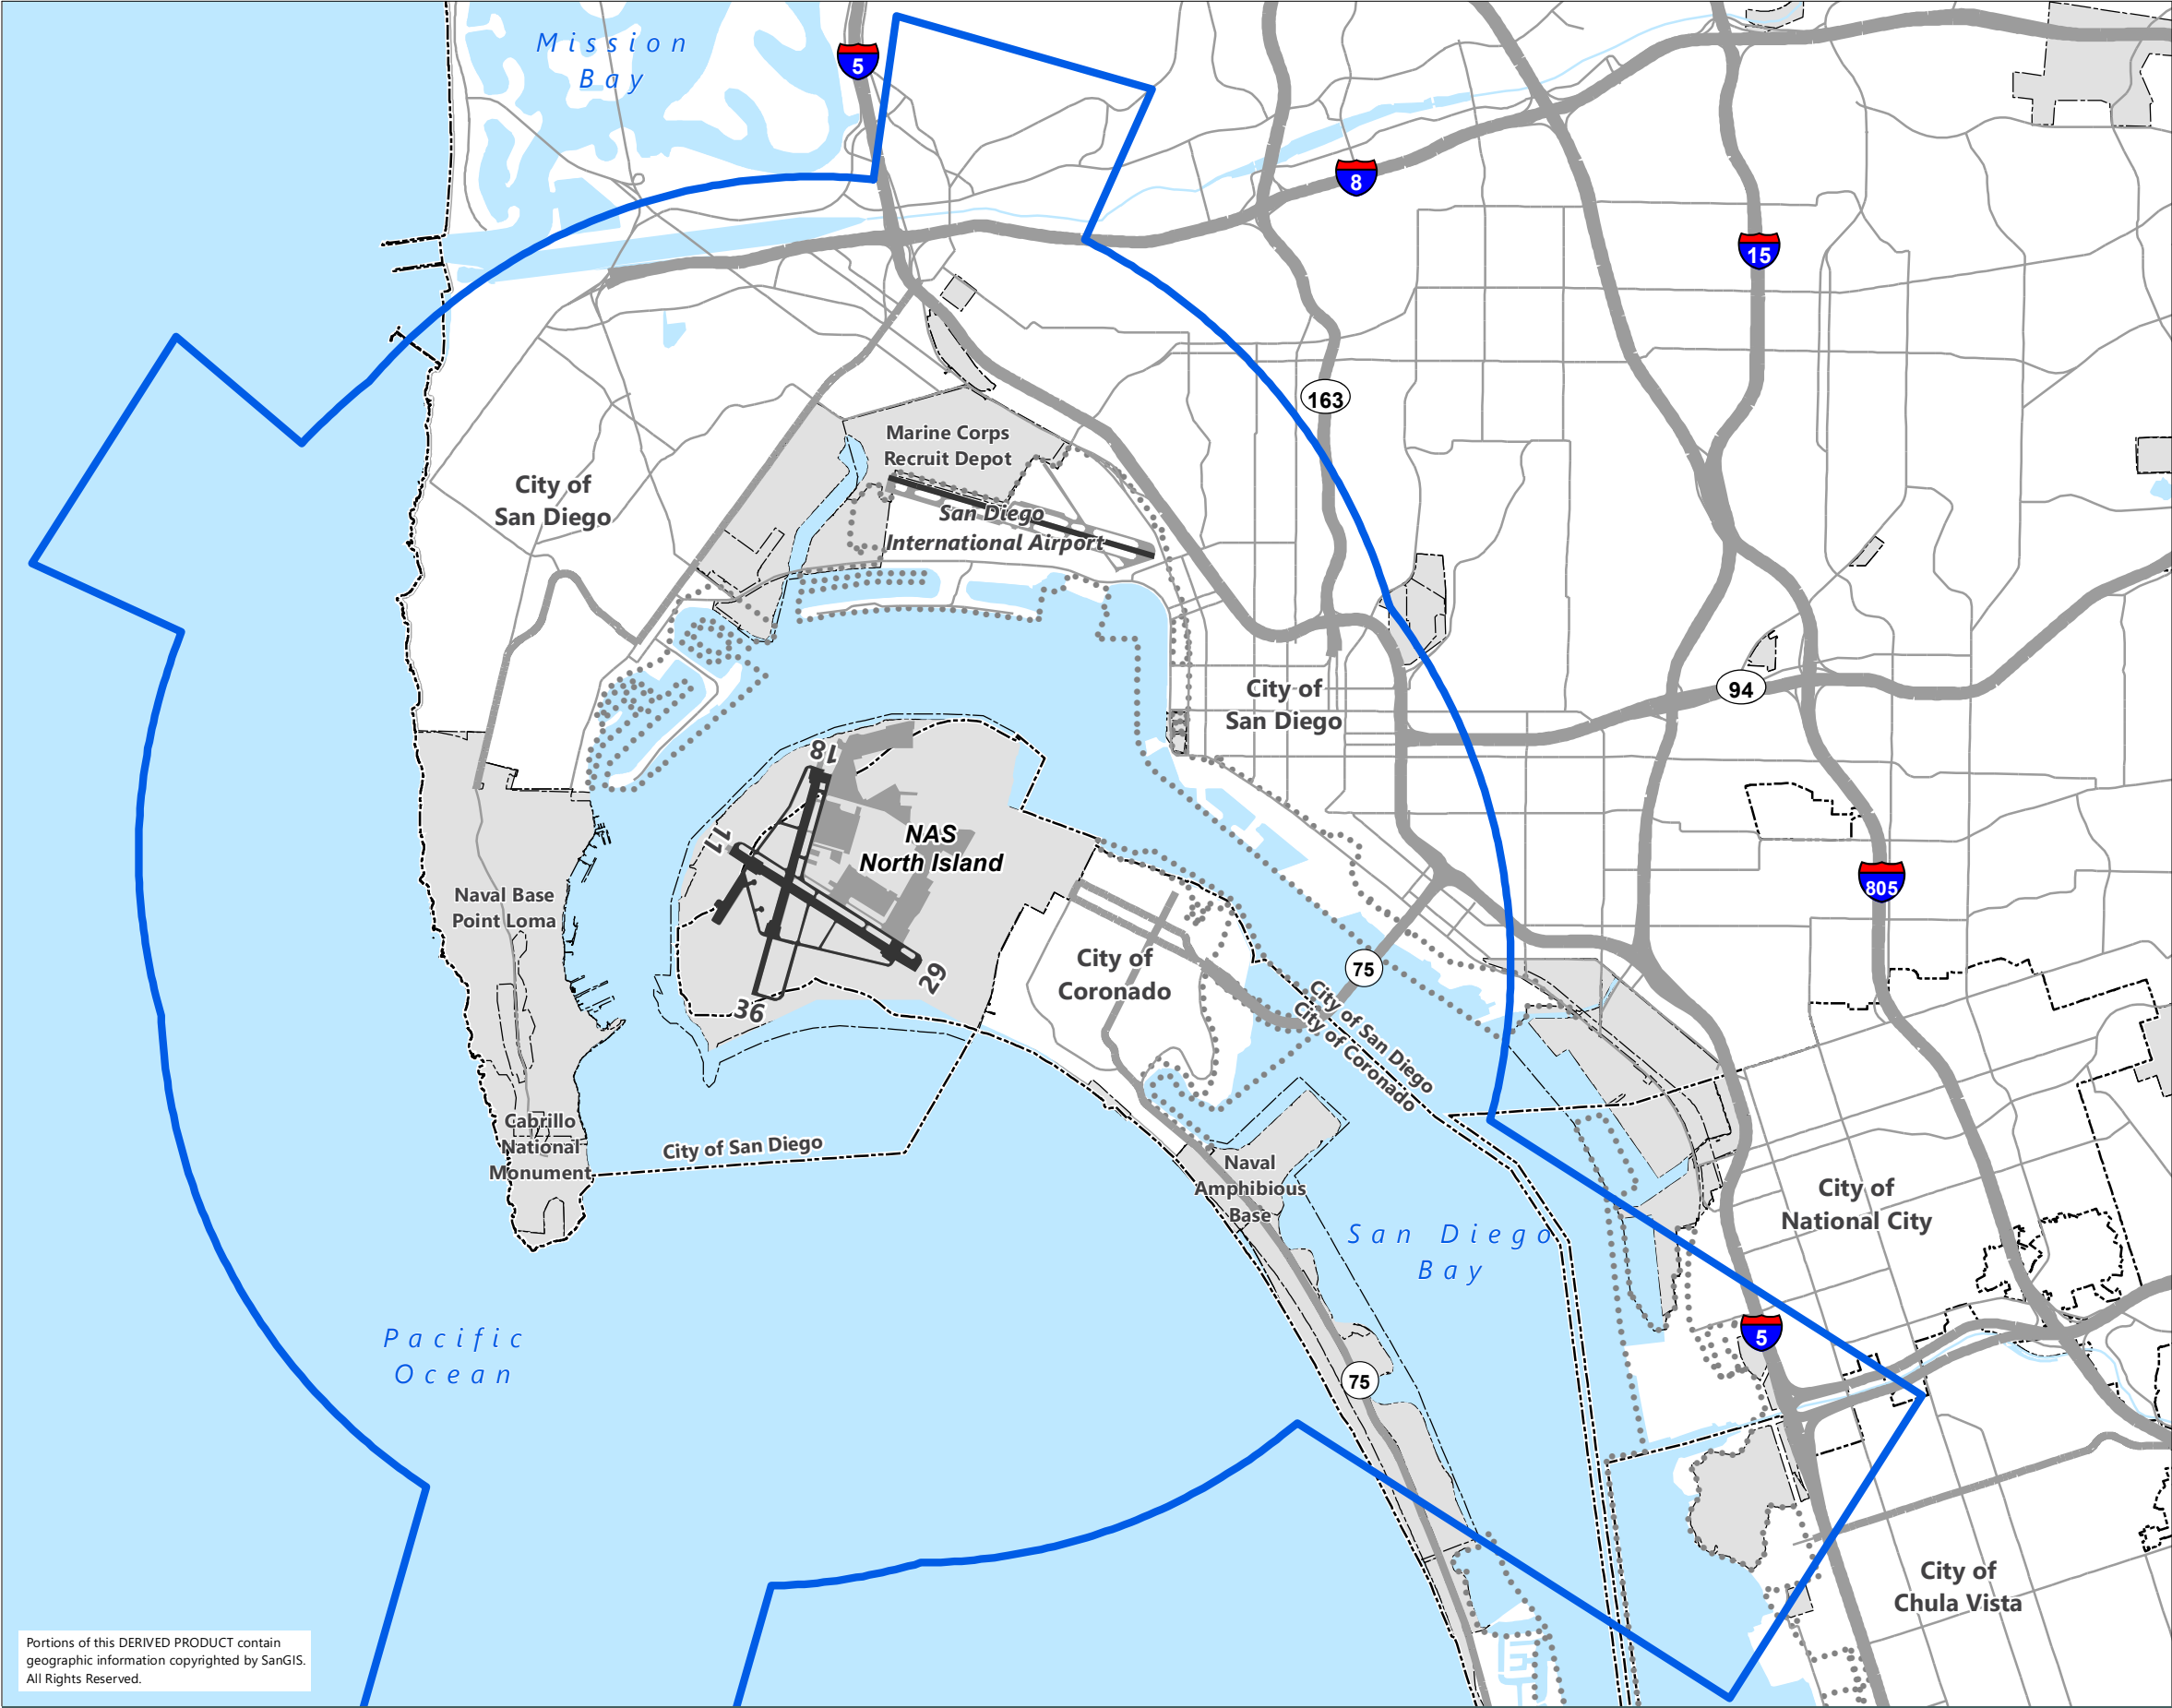 Mission
Bay
5
8
15
163
Marine Corps
Recruit Depot
City of
San Diego
San Diego
International Airport
City of
San Diego
94
18
11
NAS
North Island
805
Naval Base
Point Loma
City of
Coronado
75
29
36
City of San Diego
City of Coronado
Cabrillo
National
Monument
City of San Diego
Naval
Amphibious
Base
City of
National City
San Diego
Bay
Pacific
Ocean
5
75
City of
Chula Vista
Portions of this DERIVED PRODUCT contain
geographic information copyrighted by SanGIS.
All Rights Reserved.